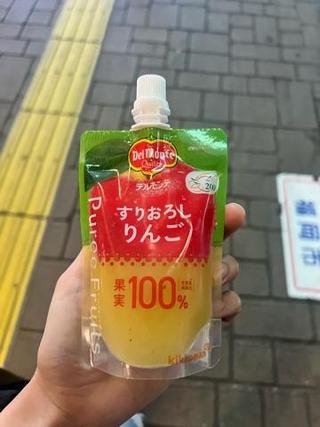 Del Monte
Quality
デルモンテ
すりおろし
りんご
果実100%
Puree Fruits
kikkoman